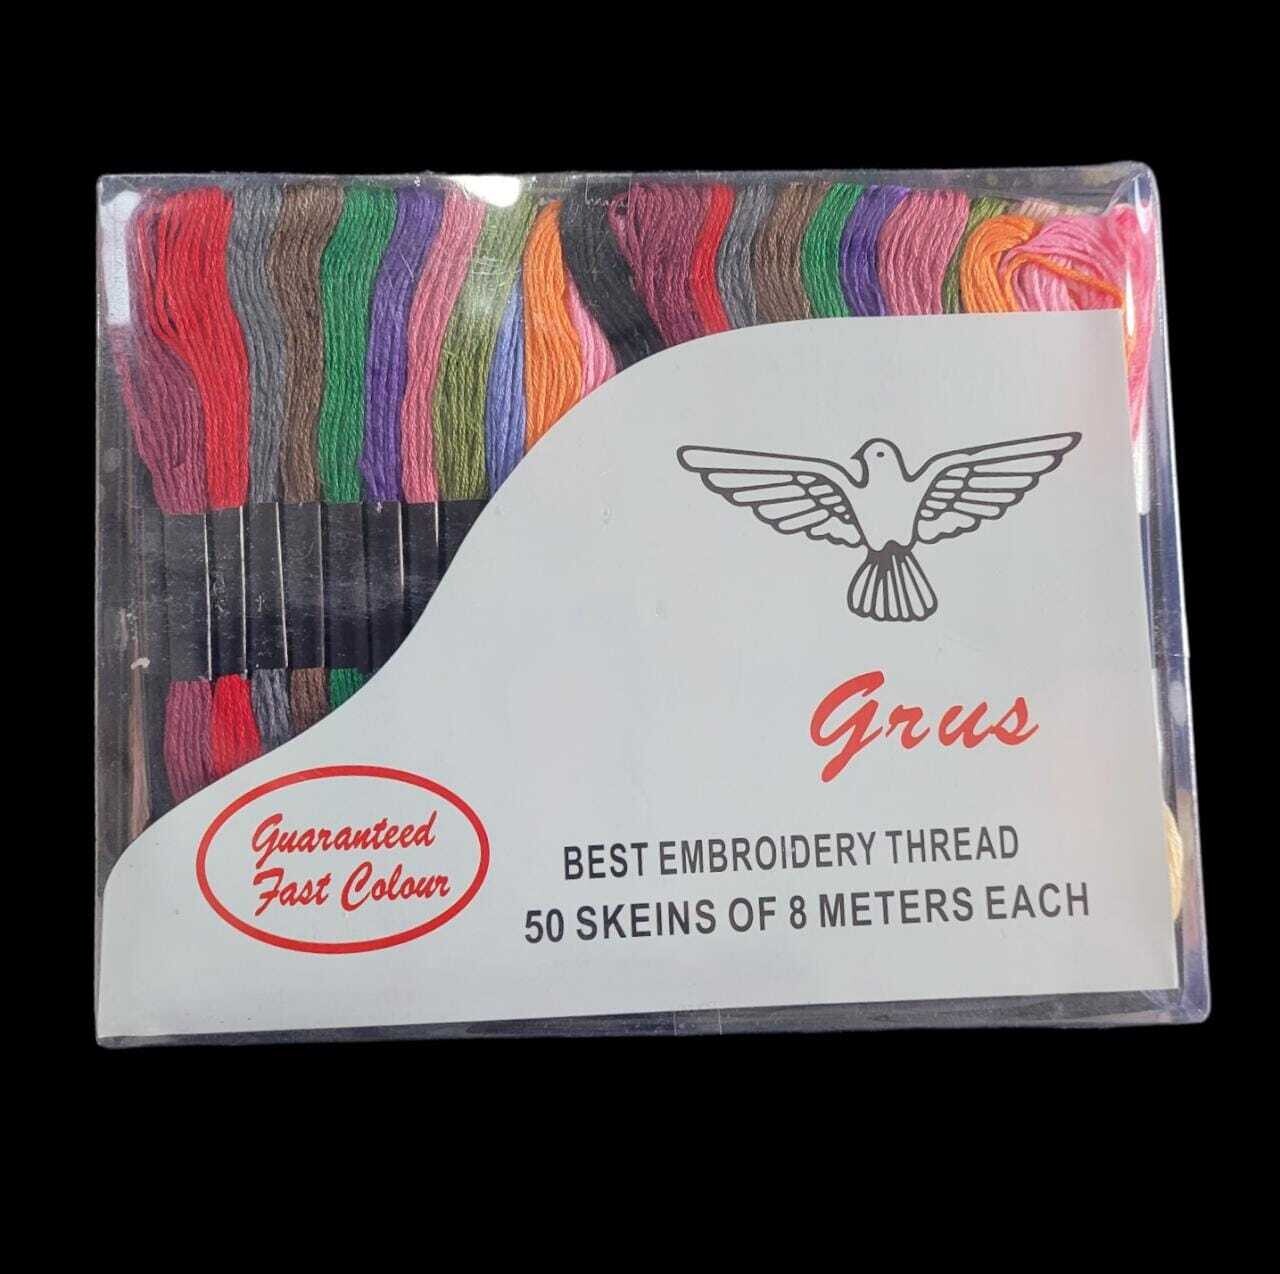 Grus
Guaranteed
Fast Colour
BEST EMBROIDERY THREAD
50 SKEINS OF 8 METERS EACH